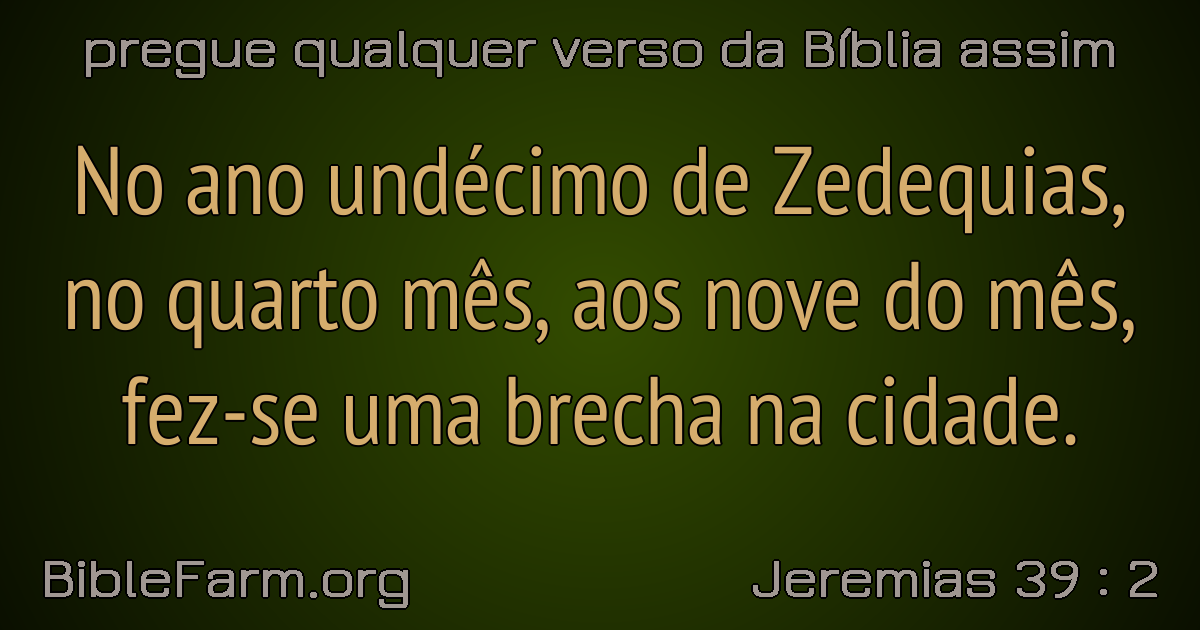 pregue qualquer verso da Bíblia assim
No ano undécimo de Zedequias,
no quarto mês, aos nove do mês,
fez-se uma brecha na cidade.
BibleFarm.org
Jeremias 39 : 2